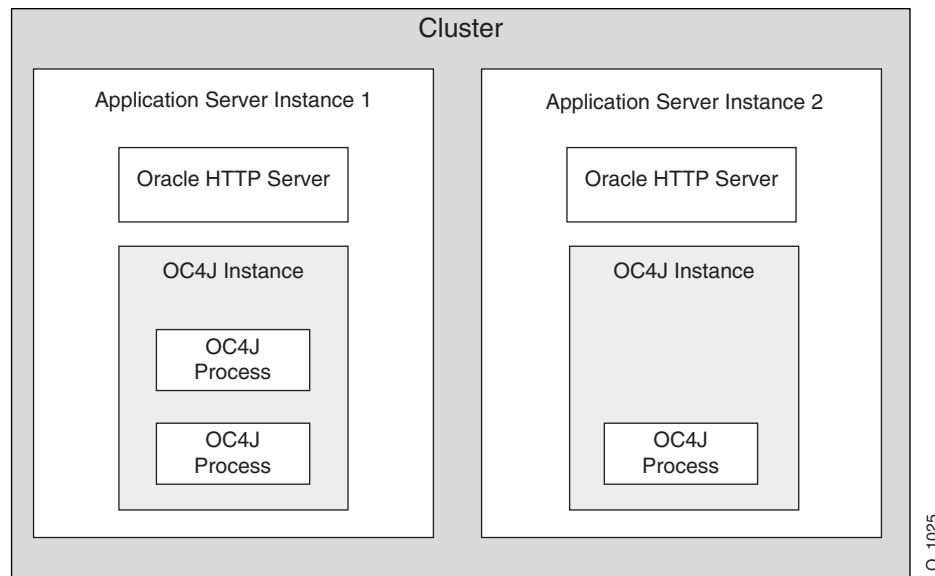 Cluster
Application Server Instance 1
Oracle HTTP Server
OC4J Instance
OC4J
Process
OC4J
Process
Application Server Instance 2
Oracle HTTP Server
OC4J Instance
OC4J
Process
O_1025